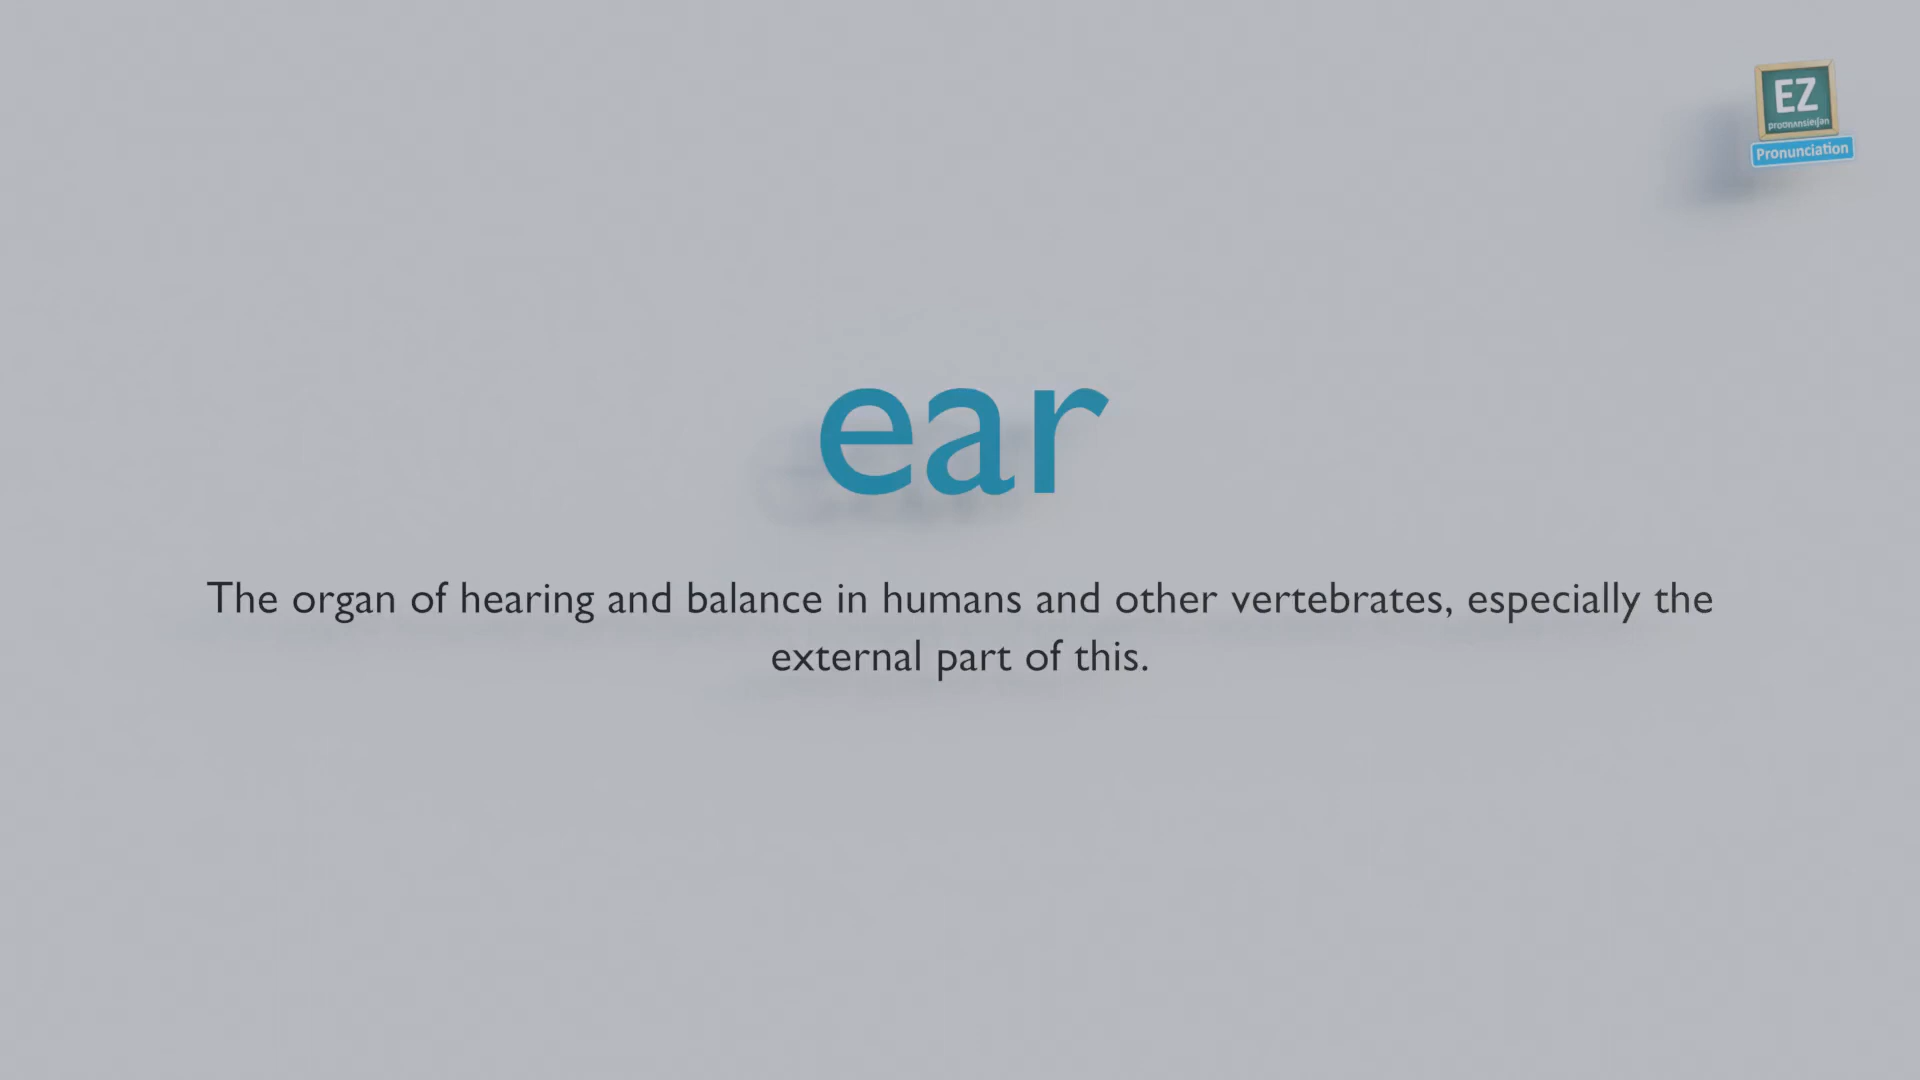 EZ
Pronunciation
ear
The organ of hearing and balance in humans and other vertebrates, especially the
external part of this.